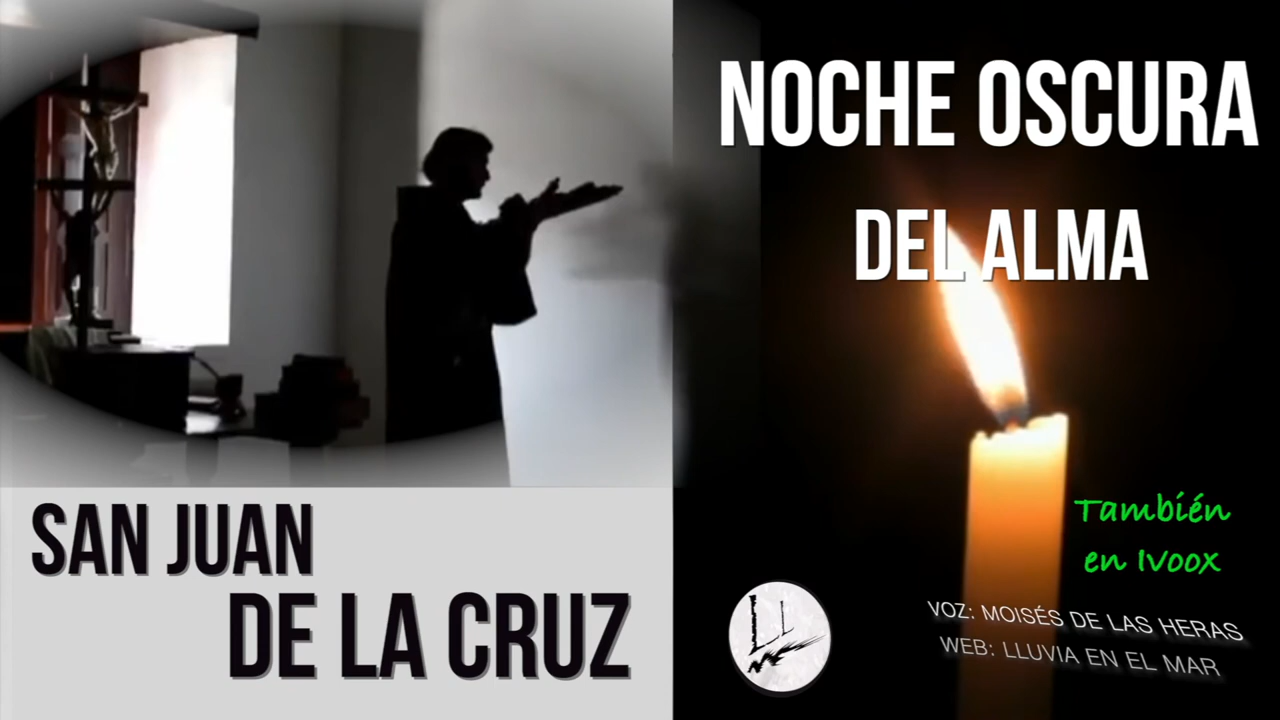 NOCHE OSCURA
DEL ALMA
SAN JUAN
DE LA CRUZ
También
en Ivoox
LL
VOZ: MOISÉS DE LAS HERAS
WEB: LLUVIA EN EL MAR